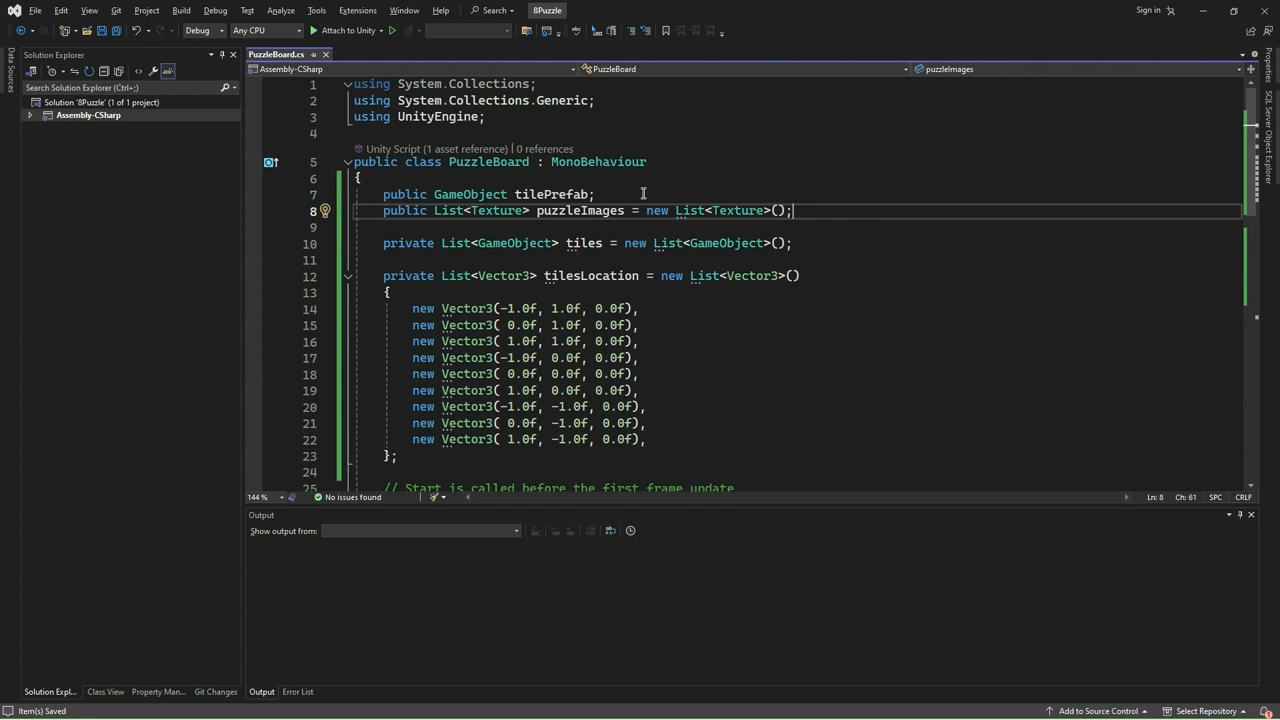 File Edit View Git Project Build Debug Test Analyze Tools Extensions Window Help Search 8Puzzle Sign in
Debug Any CPU Attach to Unity
Data Sources
Solution Explorer
Search Solution Explorer (Ctrl+;)
Solution '8Puzzle' (1 of 1 project)
Assembly-CSharp
PuzzleBoard.cs
Assembly-CSharp PuzzleBoard puzzleImages
1 using System.Collections;
2 using System.Collections.Generic;
3 using UnityEngine;
4
Unity Script (1 asset reference) | 0 references
5 public class PuzzleBoard : MonoBehaviour
6 {
7 public GameObject tilePrefab;
8 public List<Texture> puzzleImages = new List<Texture>();
9
10 private List<GameObject> tiles = new List<GameObject>();
11
12 private List<Vector3> tilesLocation = new List<Vector3>()
13 {
14 new Vector3(-1.0f, 1.0f, 0.0f),
15 new Vector3( 0.0f, 1.0f, 0.0f),
16 new Vector3( 1.0f, 1.0f, 0.0f),
17 new Vector3(-1.0f, 0.0f, 0.0f),
18 new Vector3( 0.0f, 0.0f, 0.0f),
19 new Vector3( 1.0f, 0.0f, 0.0f),
20 new Vector3(-1.0f, -1.0f, 0.0f),
21 new Vector3( 0.0f, -1.0f, 0.0f),
22 new Vector3( 1.0f, -1.0f, 0.0f),
23 };
24
25 // Start is called before the first frame update
144 % No issues found Ln: 8 Ch: 61 SPC CRLF
Output
Show output from:
Properties
SQL Server Object Explorer
Solution Expl... Class View Property Man... Git Changes Output Error List
Item(s) Saved Add to Source Control Select Repository